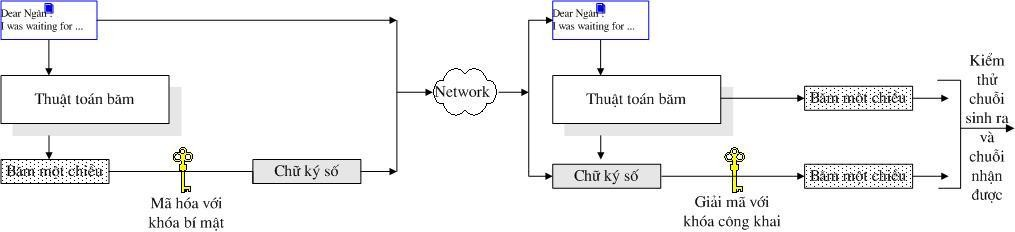 Dear Ngân :
I was waiting for ...
Thuật toán băm
Băm một chiều
Mã hóa với
khóa bí mật
Chữ ký số
Network
Dear Ngân :
I was waiting for ...
Thuật toán băm
Băm một chiều
Chữ ký số
Giải mã với
khóa công khai
Băm một chiều
Kiểm
thử
chuỗi
sinh ra
và
chuỗi
nhận
được